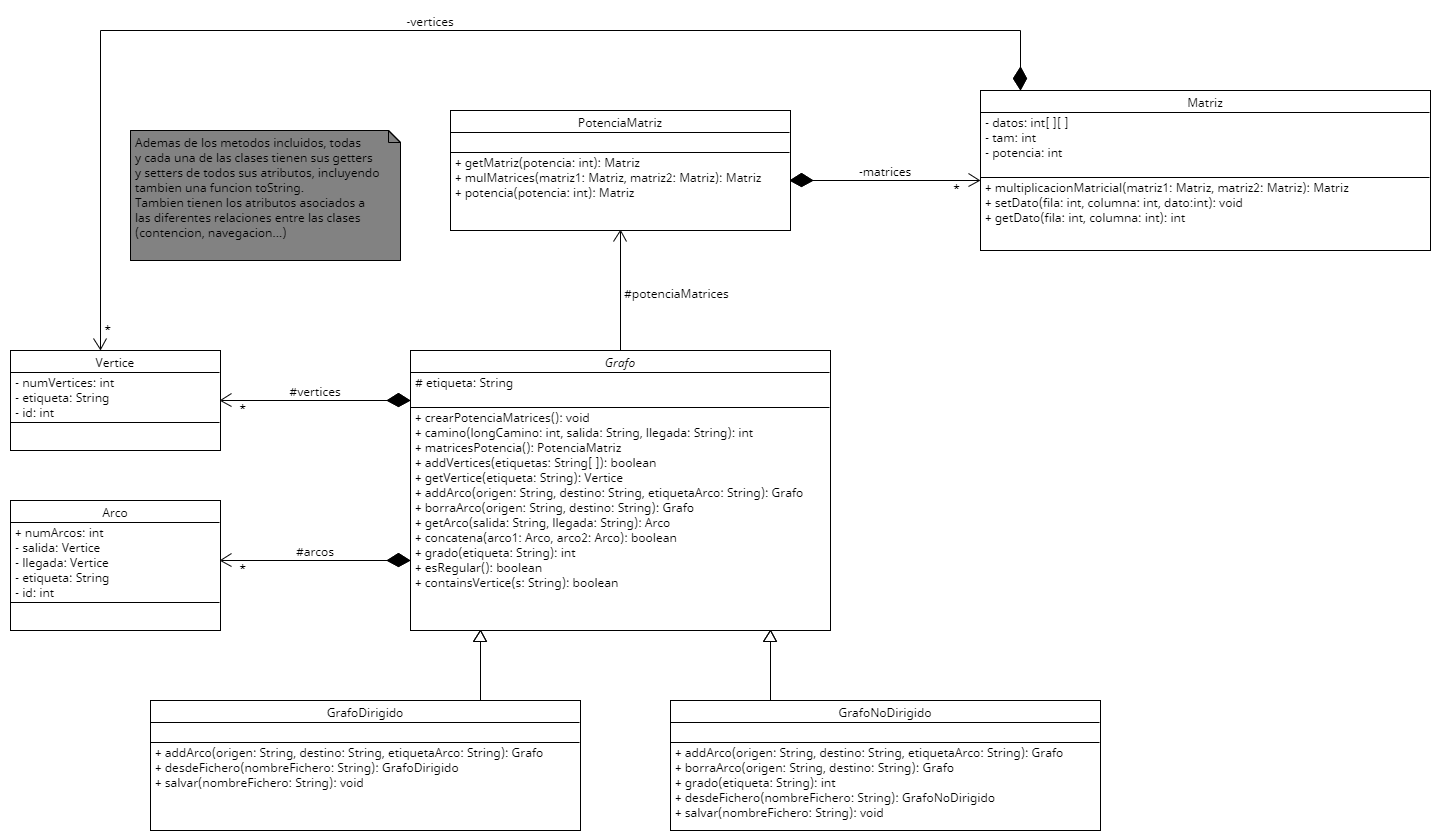 -vertices
Matriz
- datos: int[ ][ ]
- tam: int
- potencia: int
+ multiplicacionMatricial(matriz1: Matriz, matriz2: Matriz): Matriz
+ setDato(fila: int, columna: int, dato:int): void
+ getDato(fila: int, columna: int): int
PotenciaMatriz
+ getMatriz(potencia: int): Matriz
+ mulMatrices(matriz1: Matriz, matriz2: Matriz): Matriz
+ potencia(potencia: int): Matriz
-matrices
*
Ademas de los metodos incluidos, todas
y cada una de las clases tienen sus getters
y setters de todos sus atributos, incluyendo
tambien una funcion toString.
Tambien tienen los atributos asociados a
las diferentes relaciones entre las clases
(contencion, navegacion...)
#potenciaMatrices
*
Vertice
- numVertices: int
- etiqueta: String
- id: int
#vertices
*
Grafo
# etiqueta: String
+ crearPotenciaMatrices(): void
+ camino(longCamino: int, salida: String, llegada: String): int
+ matricesPotencia(): PotenciaMatriz
+ addVertices(etiquetas: String[ ]): boolean
+ getVertice(etiqueta: String): Vertice
+ addArco(origen: String, destino: String, etiquetaArco: String): Grafo
+ borraArco(origen: String, destino: String): Grafo
+ getArco(salida: String, llegada: String): Arco
+ concatena(arco1: Arco, arco2: Arco): boolean
+ grado(etiqueta: String): int
+ esRegular(): boolean
+ containsVertice(s: String): boolean
Arco
+ numArcos: int
- salida: Vertice
- llegada: Vertice
- etiqueta: String
- id: int
#arcos
*
GrafoDirigido
+ addArco(origen: String, destino: String, etiquetaArco: String): Grafo
+ desdeFichero(nombreFichero: String): GrafoDirigido
+ salvar(nombreFichero: String): void
GrafoNoDirigido
+ addArco(origen: String, destino: String, etiquetaArco: String): Grafo
+ borraArco(origen: String, destino: String): Grafo
+ grado(etiqueta: String): int
+ desdeFichero(nombreFichero: String): GrafoNoDirigido
+ salvar(nombreFichero: String): void